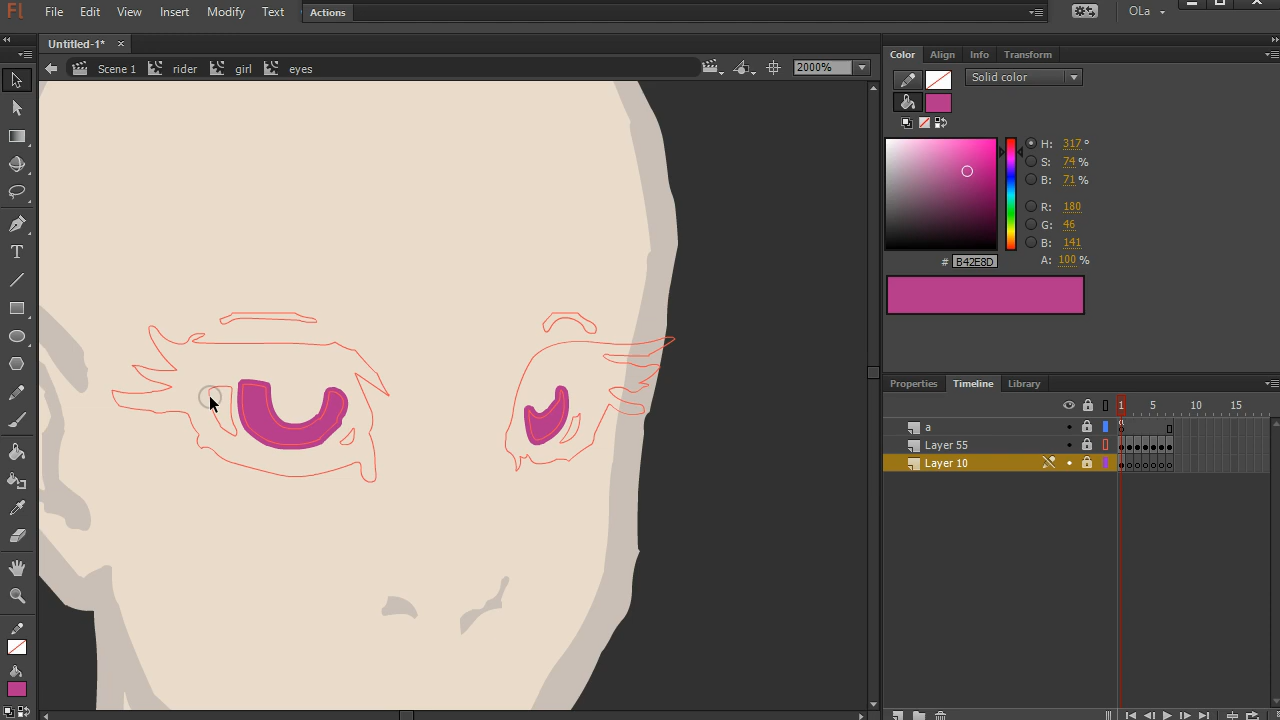 Fl File Edit View Insert Modify Text
Actions
OLa
Untitled-1* ×
Scene 1 rider girl eyes
2000%
Color Align Info Transform
Solid color
H: 317 °
S: 74 %
B: 71 %
R: 180
G: 46
B: 141
A: 100 %
# B42E8D
Properties Timeline Library
1 5 10 15
a
Layer 55
Layer 10
T